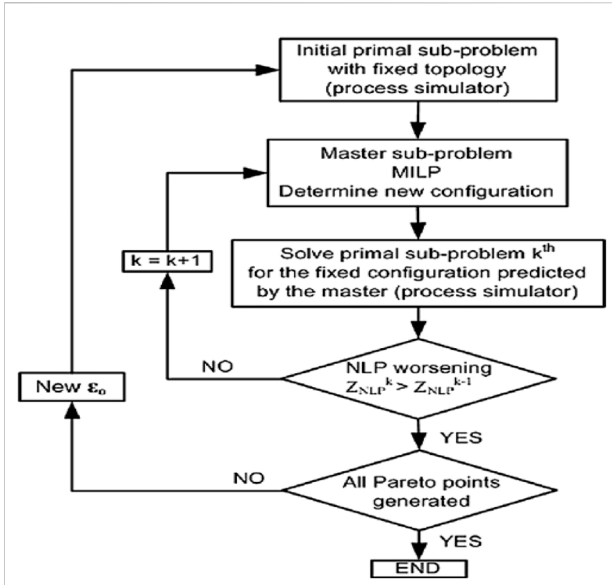 Initial primal sub-problem
with fixed topology
(process simulator)
Master sub-problem
MILP
Determine new configuration
k = k+1
Solve primal sub-problem kᵗʰ
for the fixed configuration predicted
by the master (process simulator)
NO
NLP worsening
Z_NLP^k > Z_NLP^k-1
New ε₀
YES
NO
All Pareto points
generated
YES
END